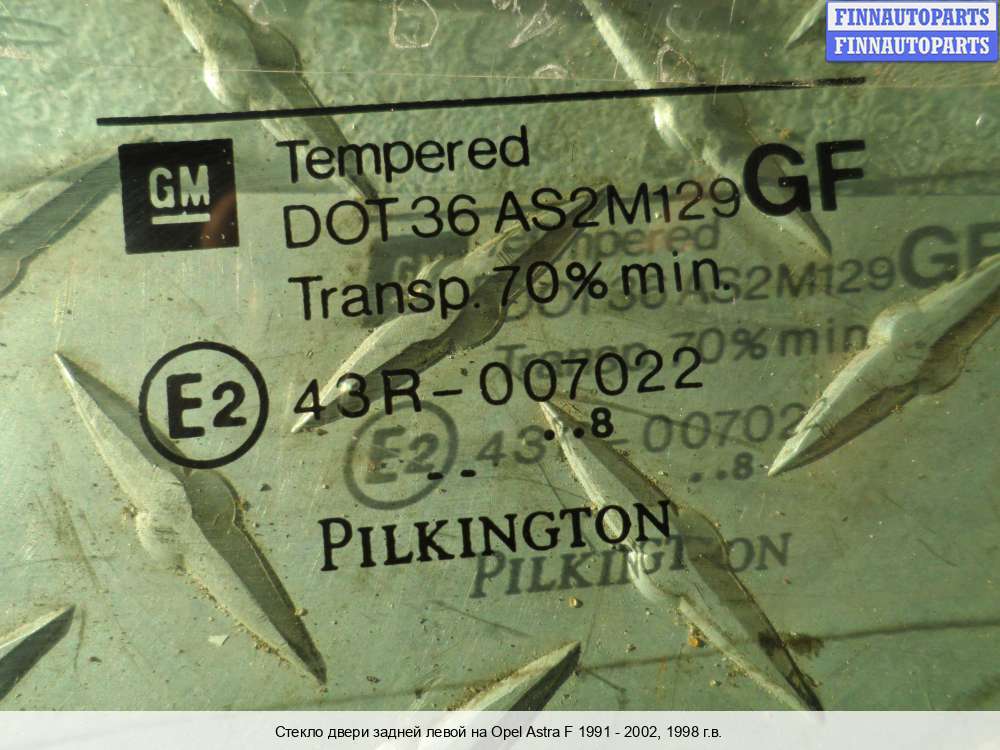 FINNAUTOPARTS
FINNAUTOPARTS
GM
Tempered
DOT 36 AS2M129 GF
Transp. 70% min.
E2 43R-007022
..8
--
PILKINGTON
Стекло двери задней левой на Opel Astra F 1991 - 2002, 1998 г.в.